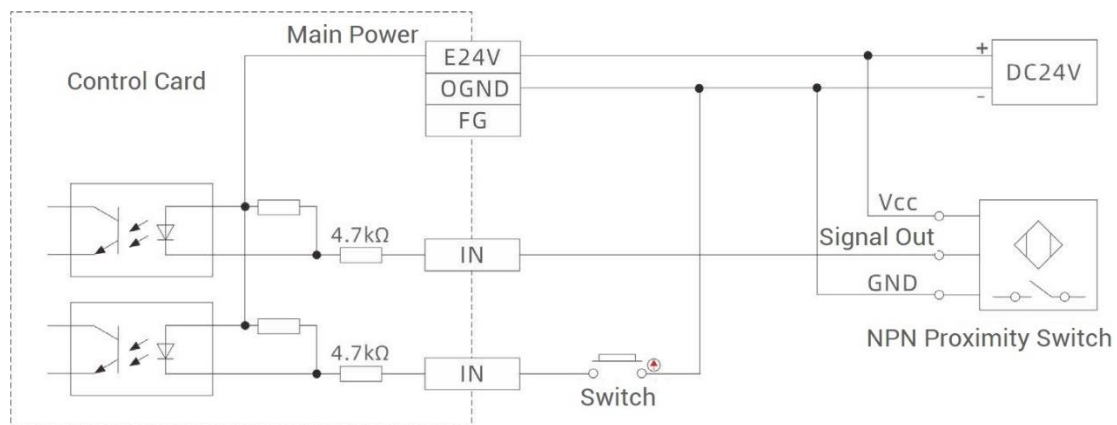 Main Power
E24V
+
DC24V
Control Card
OGND
-
FG
Vcc
4.7kΩ
IN
Signal Out
GND
NPN Proximity Switch
4.7kΩ
IN
Switch